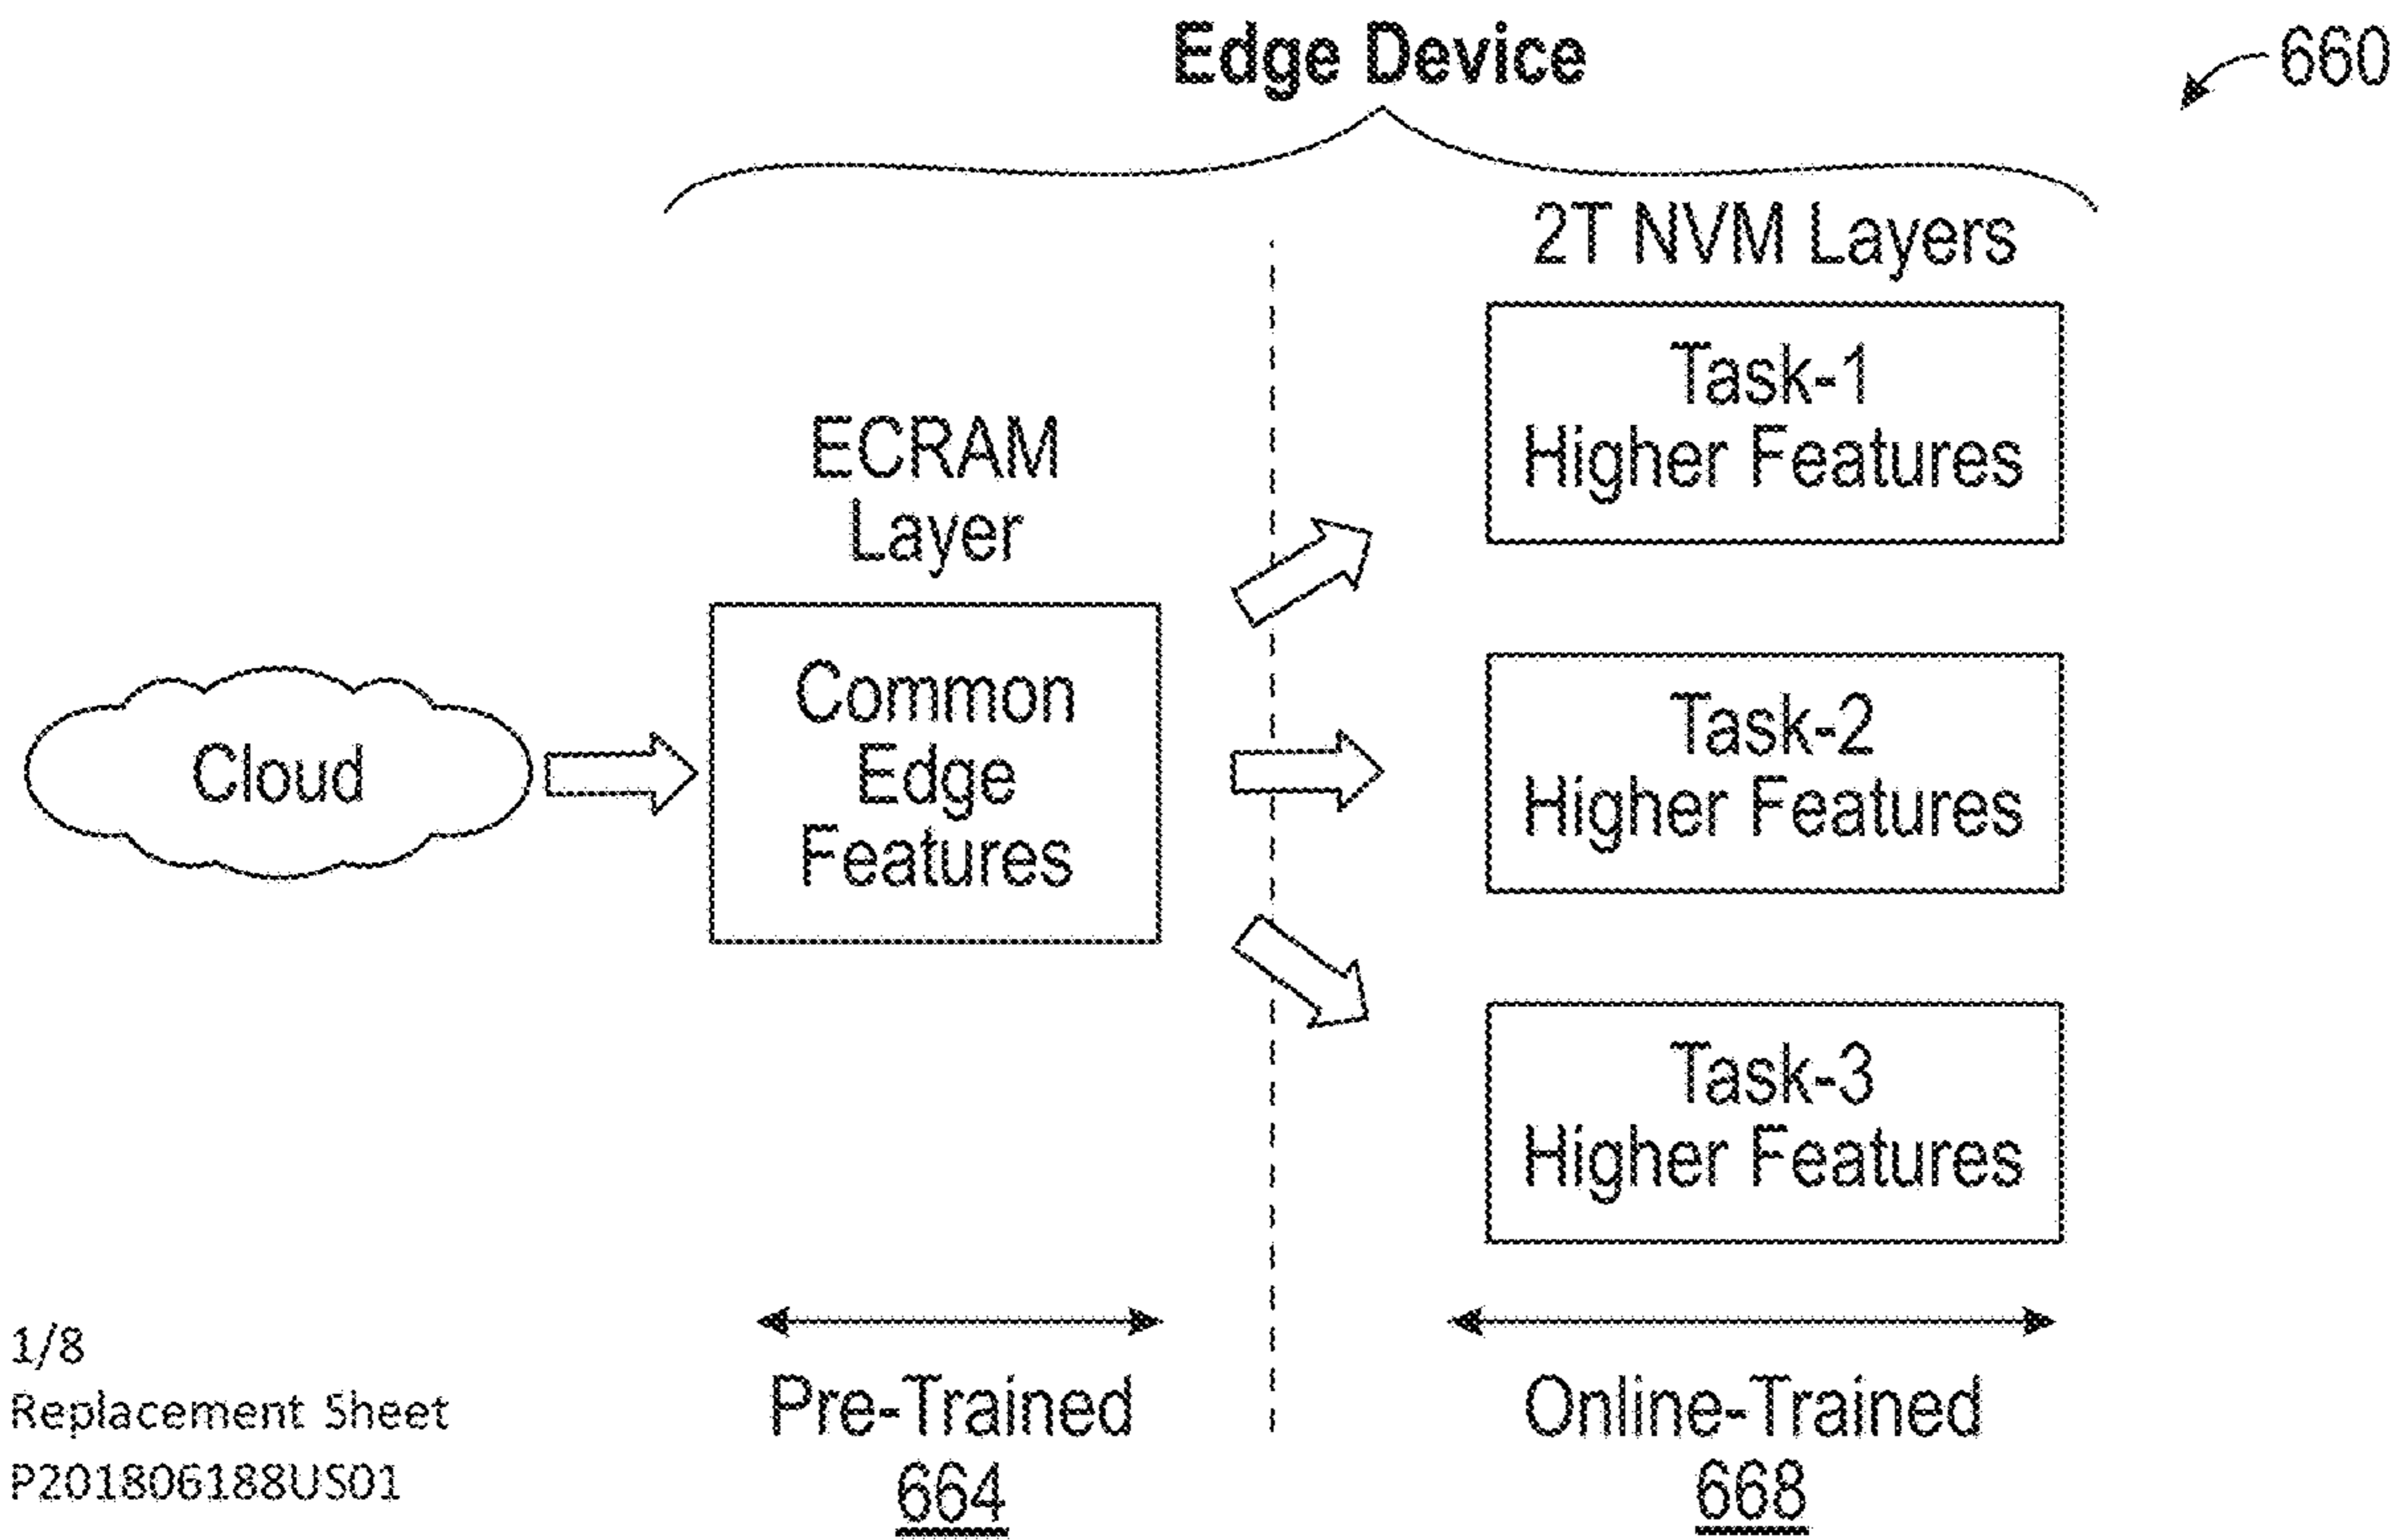 Edge Device
660
2T NVM Layers
Task-1
Higher Features
ECRAM
Layer
Common
Edge
Features
Cloud
Task-2
Higher Features
Task-3
Higher Features
Pre-Trained
664
Online-Trained
668
1/8
Replacement Sheet
P201806188US01